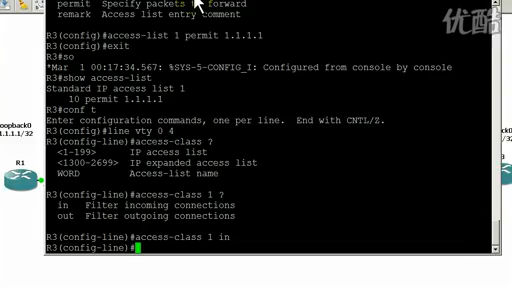 permit Specify packets to forward
remark Access list entry comment
R3(config)#access-list 1 permit 1.1.1.1
R3(config)#exit
R3#so
*Mar 1 00:17:34.567: %SYS-5-CONFIG_I: Configured from console by console
R3#show access-list
Standard IP access list 1
10 permit 1.1.1.1
R3#conf t
Enter configuration commands, one per line. End with CNTL/Z.
R3(config)#line vty 0 4
R3(config-line)#access-class ?
<1-199> IP access list
<1300-2699> IP expanded access list
WORD Access-list name
R3(config-line)#access-class 1 ?
in Filter incoming connections
out Filter outgoing connections
R3(config-line)#access-class 1 in
R3(config-line)#
oopback0
1.1.1/32
R1
优酷